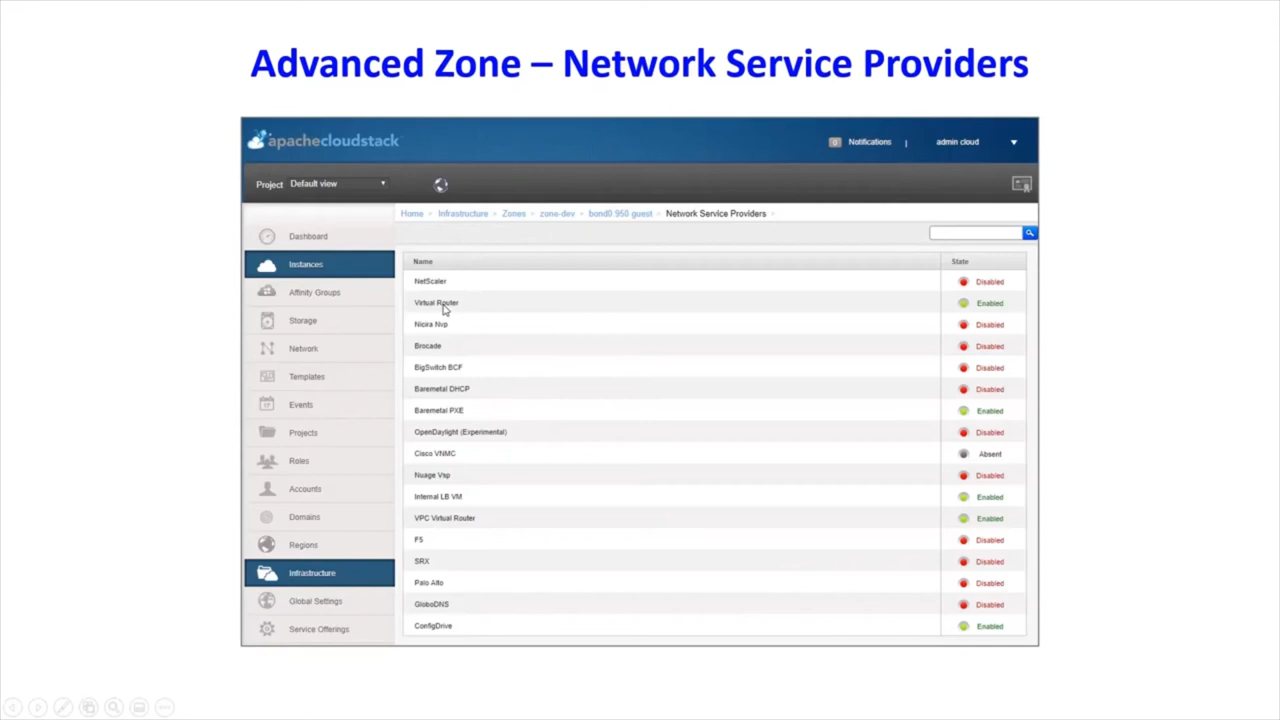 Advanced Zone – Network Service Providers
apachecloudstack
0 Notifications | admin cloud
Project Default view
Home Infrastructure Zones zone-dev bond0.950 guest Network Service Providers
Dashboard
Instances
Affinity Groups
Storage
Network
Templates
Events
Projects
Roles
Accounts
Domains
Regions
Infrastructure
Global Settings
Service Offerings
Name State
NetScaler Disabled
Virtual Router Enabled
Nicira Nvp Disabled
Brocade Disabled
BigSwitch BCF Disabled
Baremetal DHCP Disabled
Baremetal PXE Enabled
OpenDaylight (Experimental) Disabled
Cisco VNMC Absent
Nuage Vsp Disabled
Internal LB VM Enabled
VPC Virtual Router Enabled
F5 Disabled
SRX Disabled
Palo Alto Disabled
GloboDNS Disabled
ConfigDrive Enabled